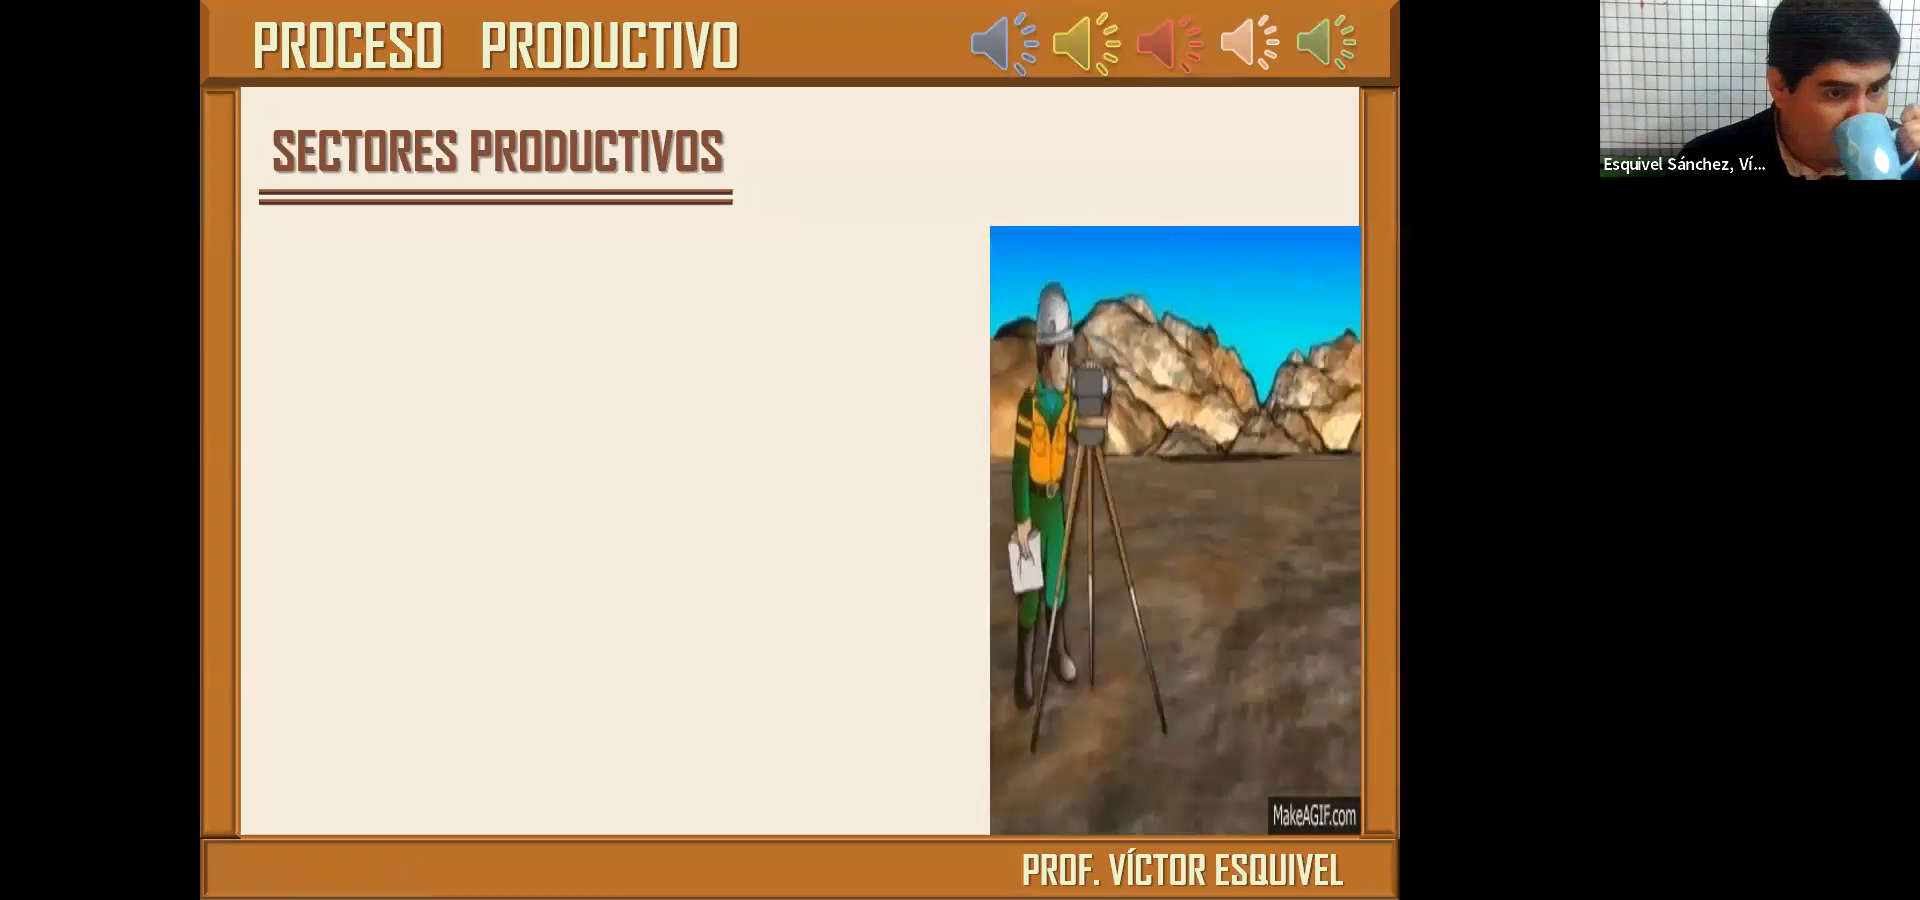 PROCESO PRODUCTIVO
SECTORES PRODUCTIVOS
Esquivel Sánchez, Ví...
MakeAGIF.com
PROF. VÍCTOR ESQUIVEL